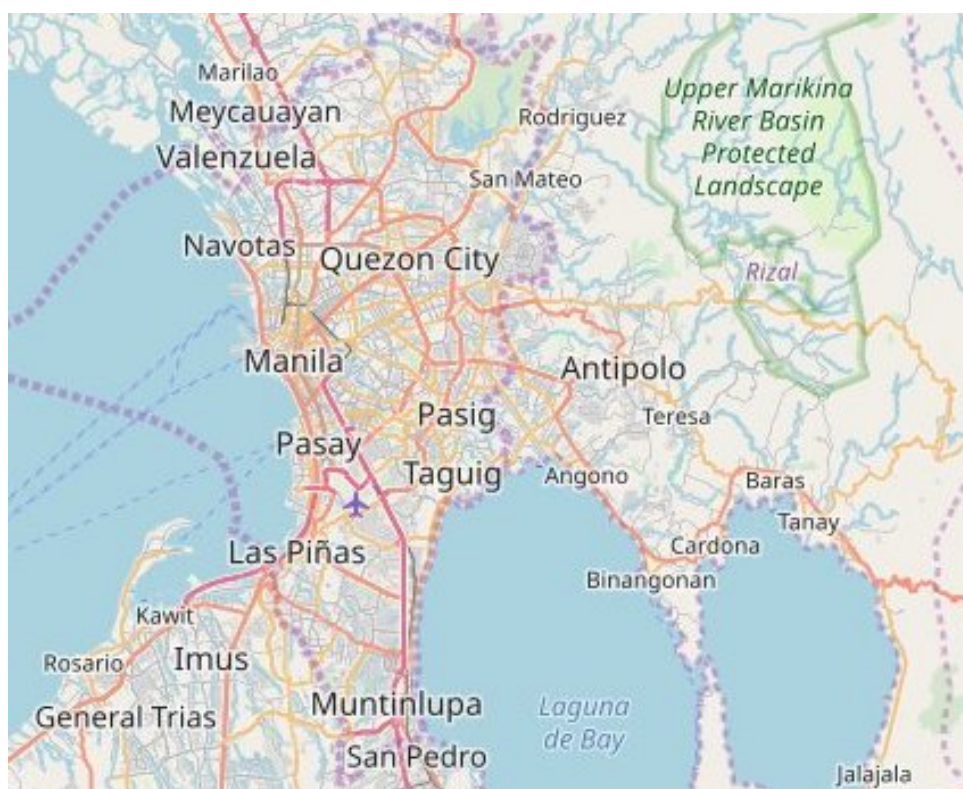 Marilao
Meycauayan
Valenzuela
Upper Marikina
River Basin
Protected
Landscape
Rodriguez
San Mateo
Navotas
Quezon City
Rizal
Manila
Antipolo
Pasig
Teresa
Pasay
Taguig
Angono
Baras
Tanay
Las Piñas
Cardona
Binangonan
Kawit
Rosario
Imus
General Trias
Muntinlupa
Laguna
de Bay
San Pedro
Jalajala